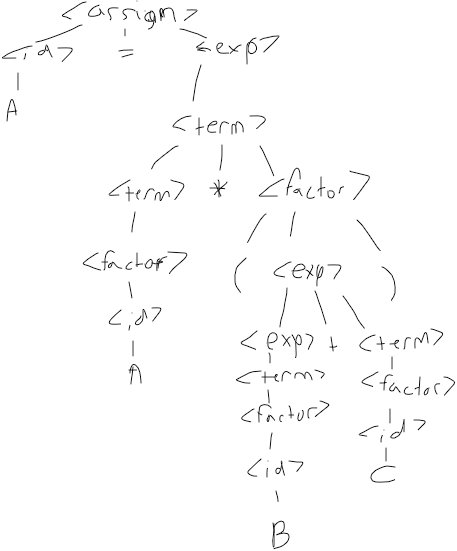 <assign>
<id> = <exp>
A
<term>
<term> * <factor>
<factor> ( <exp> )
<id>
A
<exp> + <term>
<term> <factor>
<factor> <id>
<id> C
B